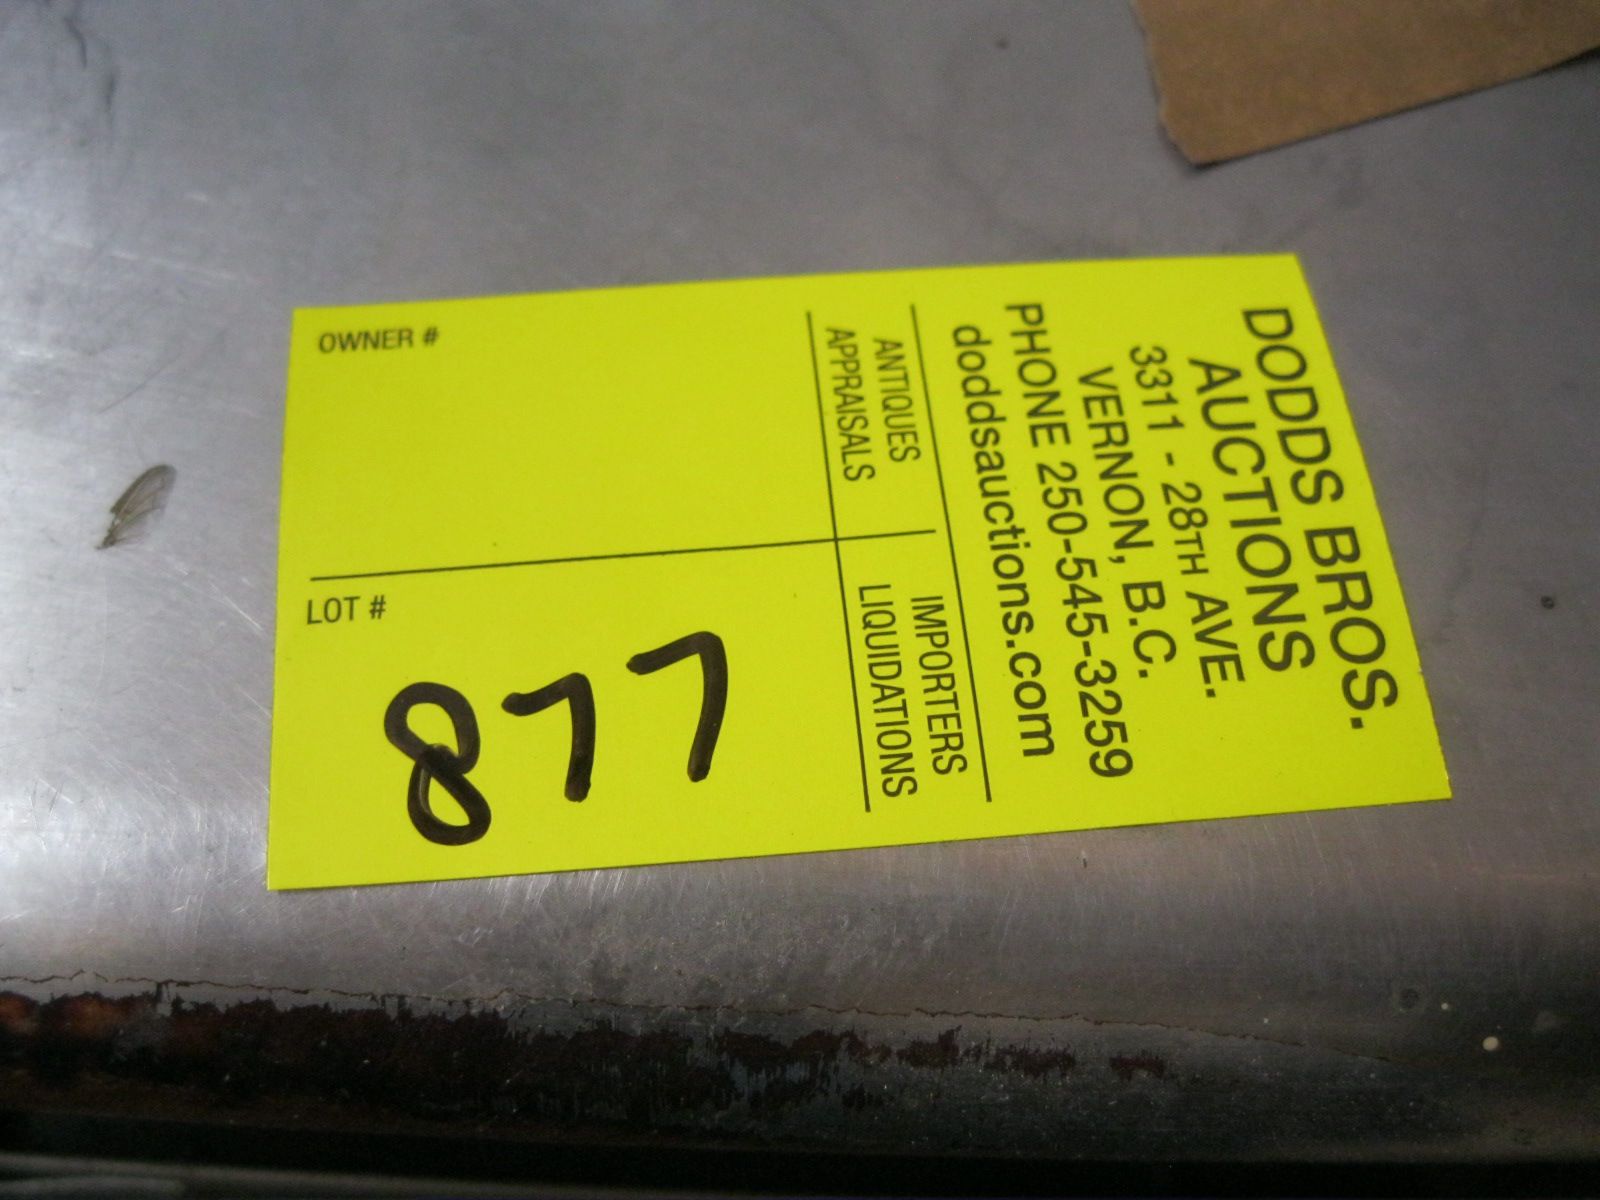 DODDS BROS.
AUCTIONS
3311 - 28TH AVE.
VERNON, B.C.
PHONE 250-545-3259
doddsauctions.com
ANTIQUES
APPRAISALS
IMPORTERS
LIQUIDATIONS
OWNER #
LOT #
877